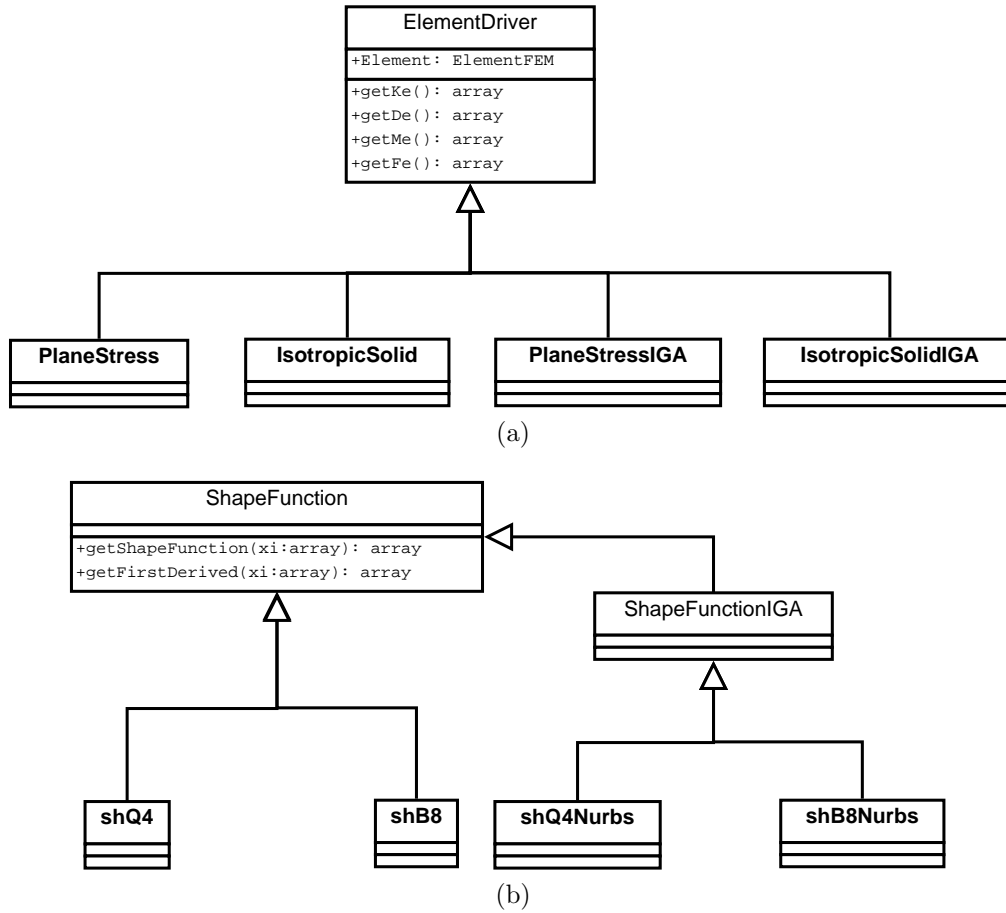 ElementDriver
+Element: ElementFEM
+getKe(): array
+getDe(): array
+getMe(): array
+getFe(): array
PlaneStress
IsotropicSolid
PlaneStressIGA
IsotropicSolidIGA
(a)
ShapeFunction
+getShapeFunction(xi:array): array
+getFirstDerived(xi:array): array
ShapeFunctionIGA
shQ4
shB8
shQ4Nurbs
shB8Nurbs
(b)